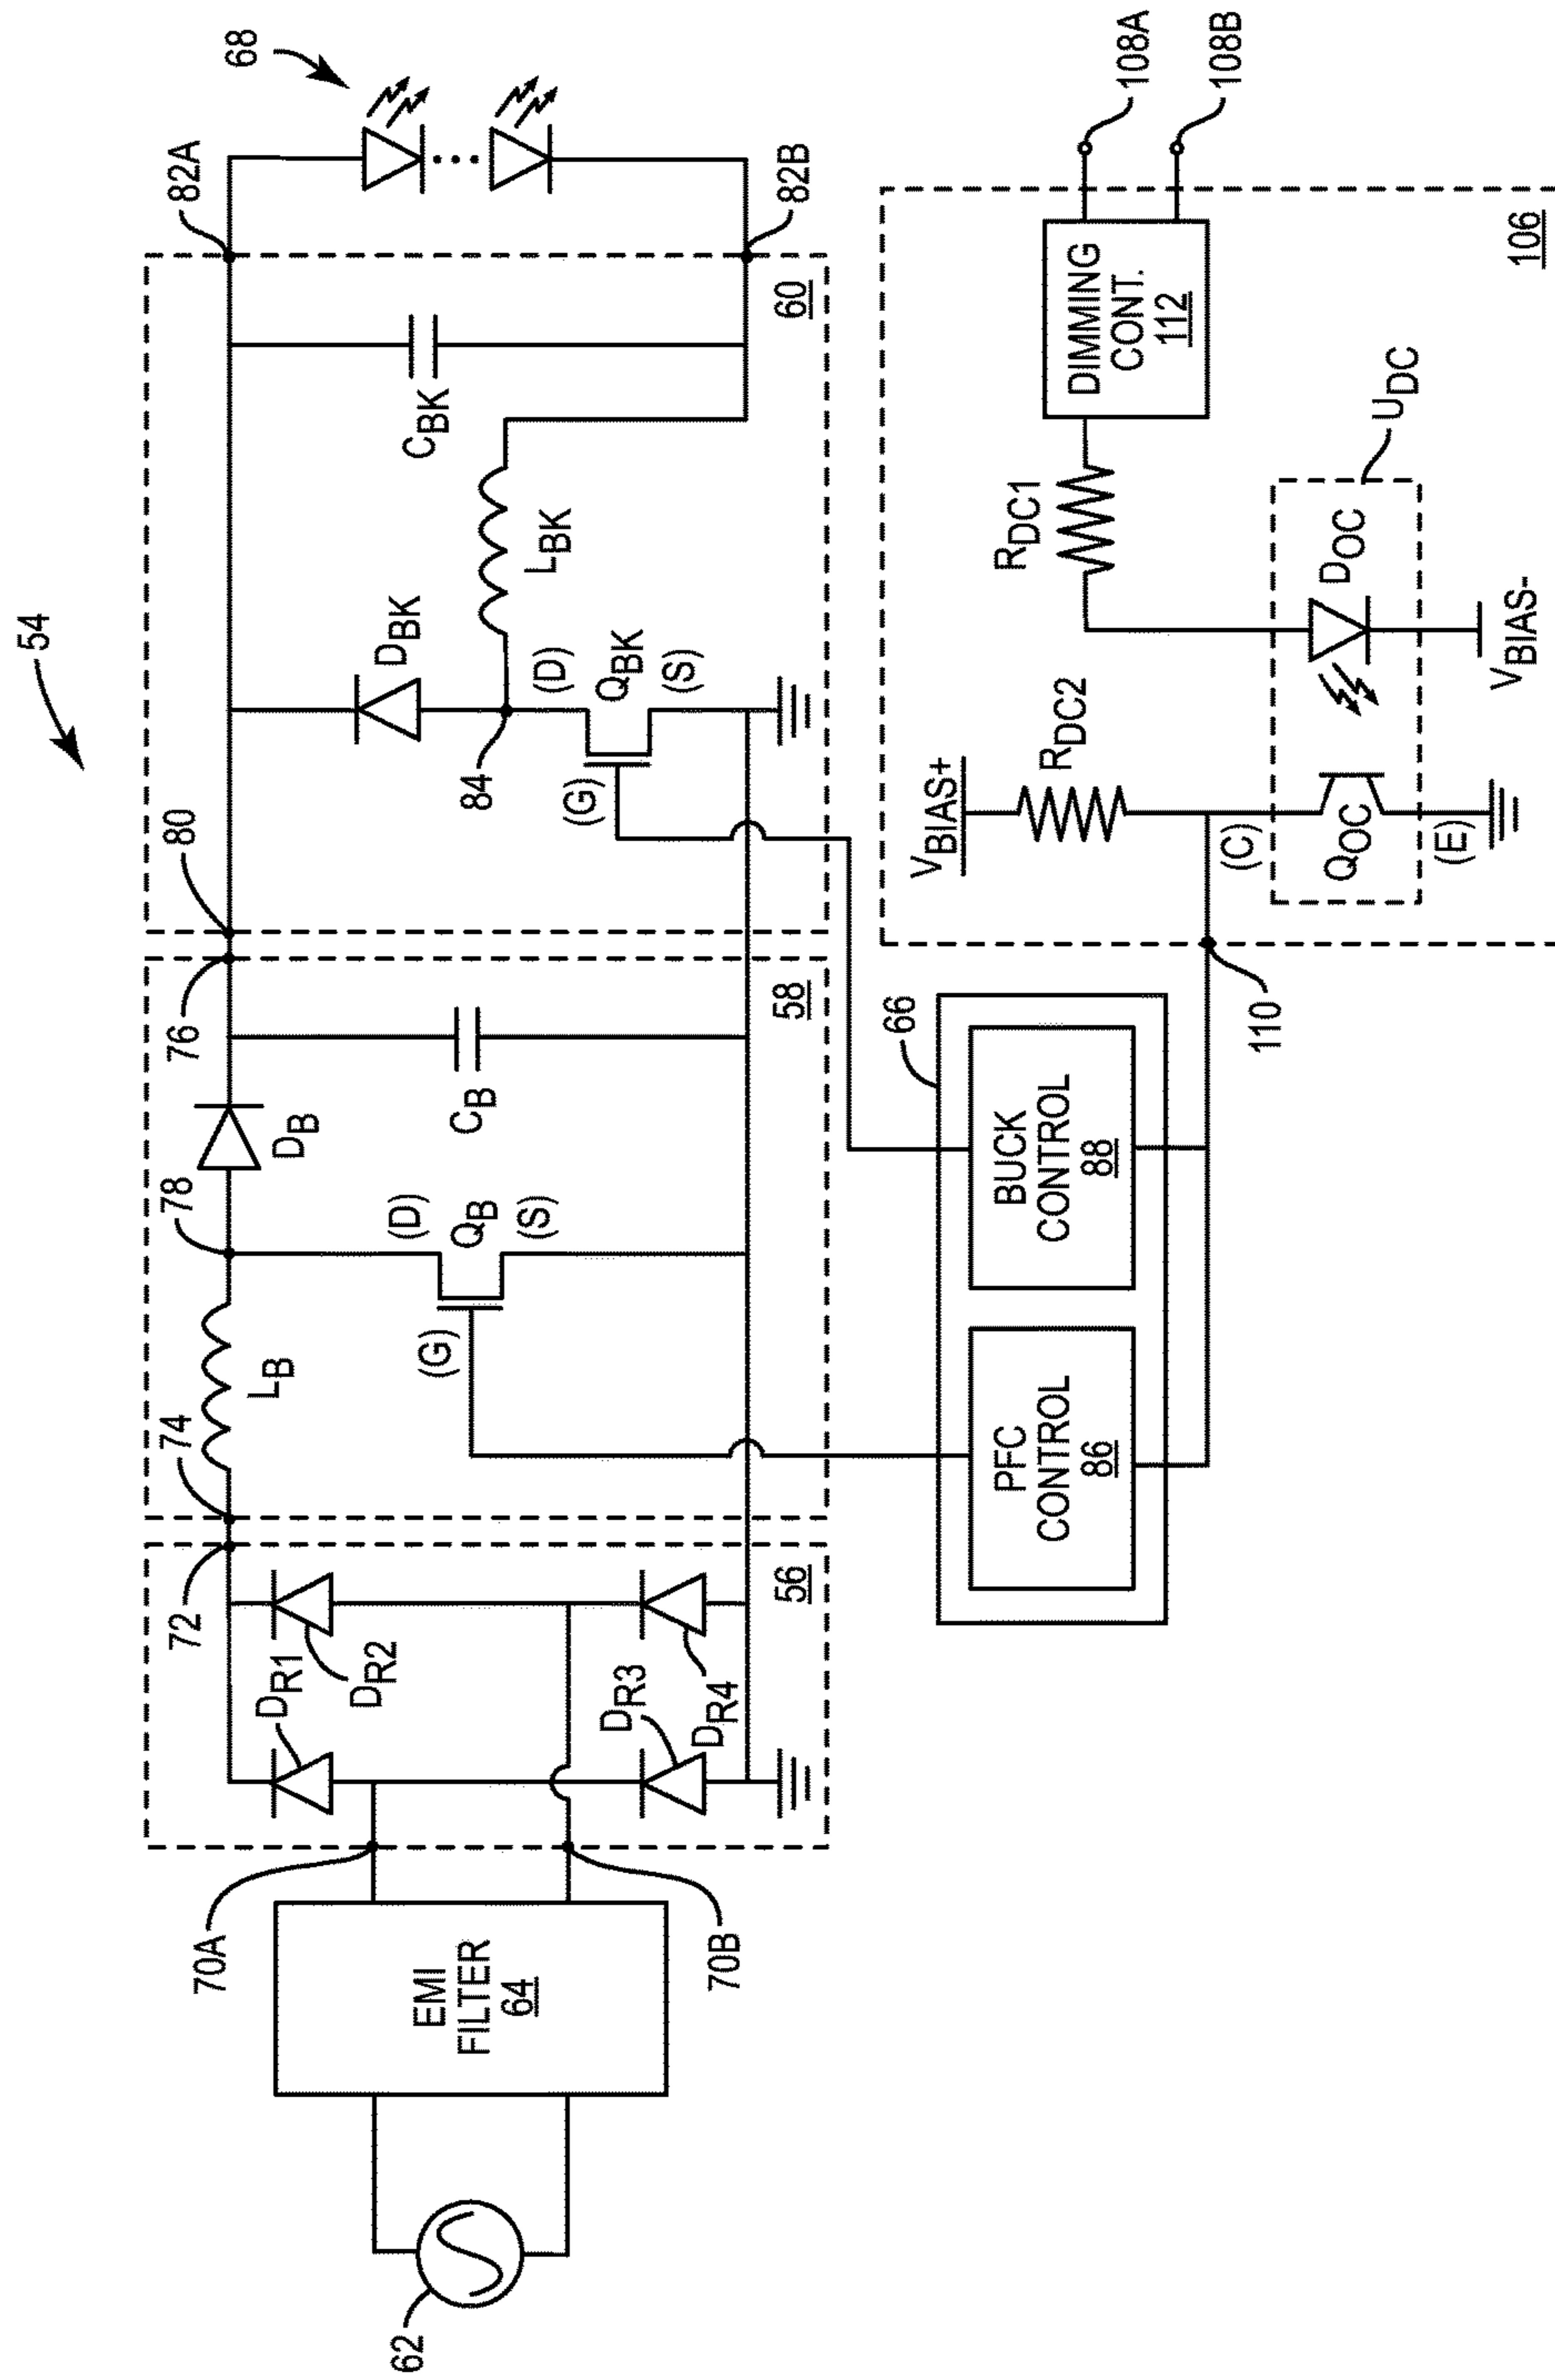 54
68
80
82A
76
78
74
72
D_B
L_B
D_R1
D_R2
D_R3
D_R4
56
70A
70B
EMI
FILTER
64
62
(D)
Q_B
(S)
(G)
C_B
58
D_BK
84
(D)
Q_BK
(S)
(G)
L_BK
C_BK
60
82B
66
PFC
CONTROL
86
BUCK
CONTROL
88
110
V_BIAS+
R_DC2
(C)
Q_OC
(E)
R_DC1
D_OC
U_DC
V_BIAS-
DIMMING
CONT.
112
108A
108B
106